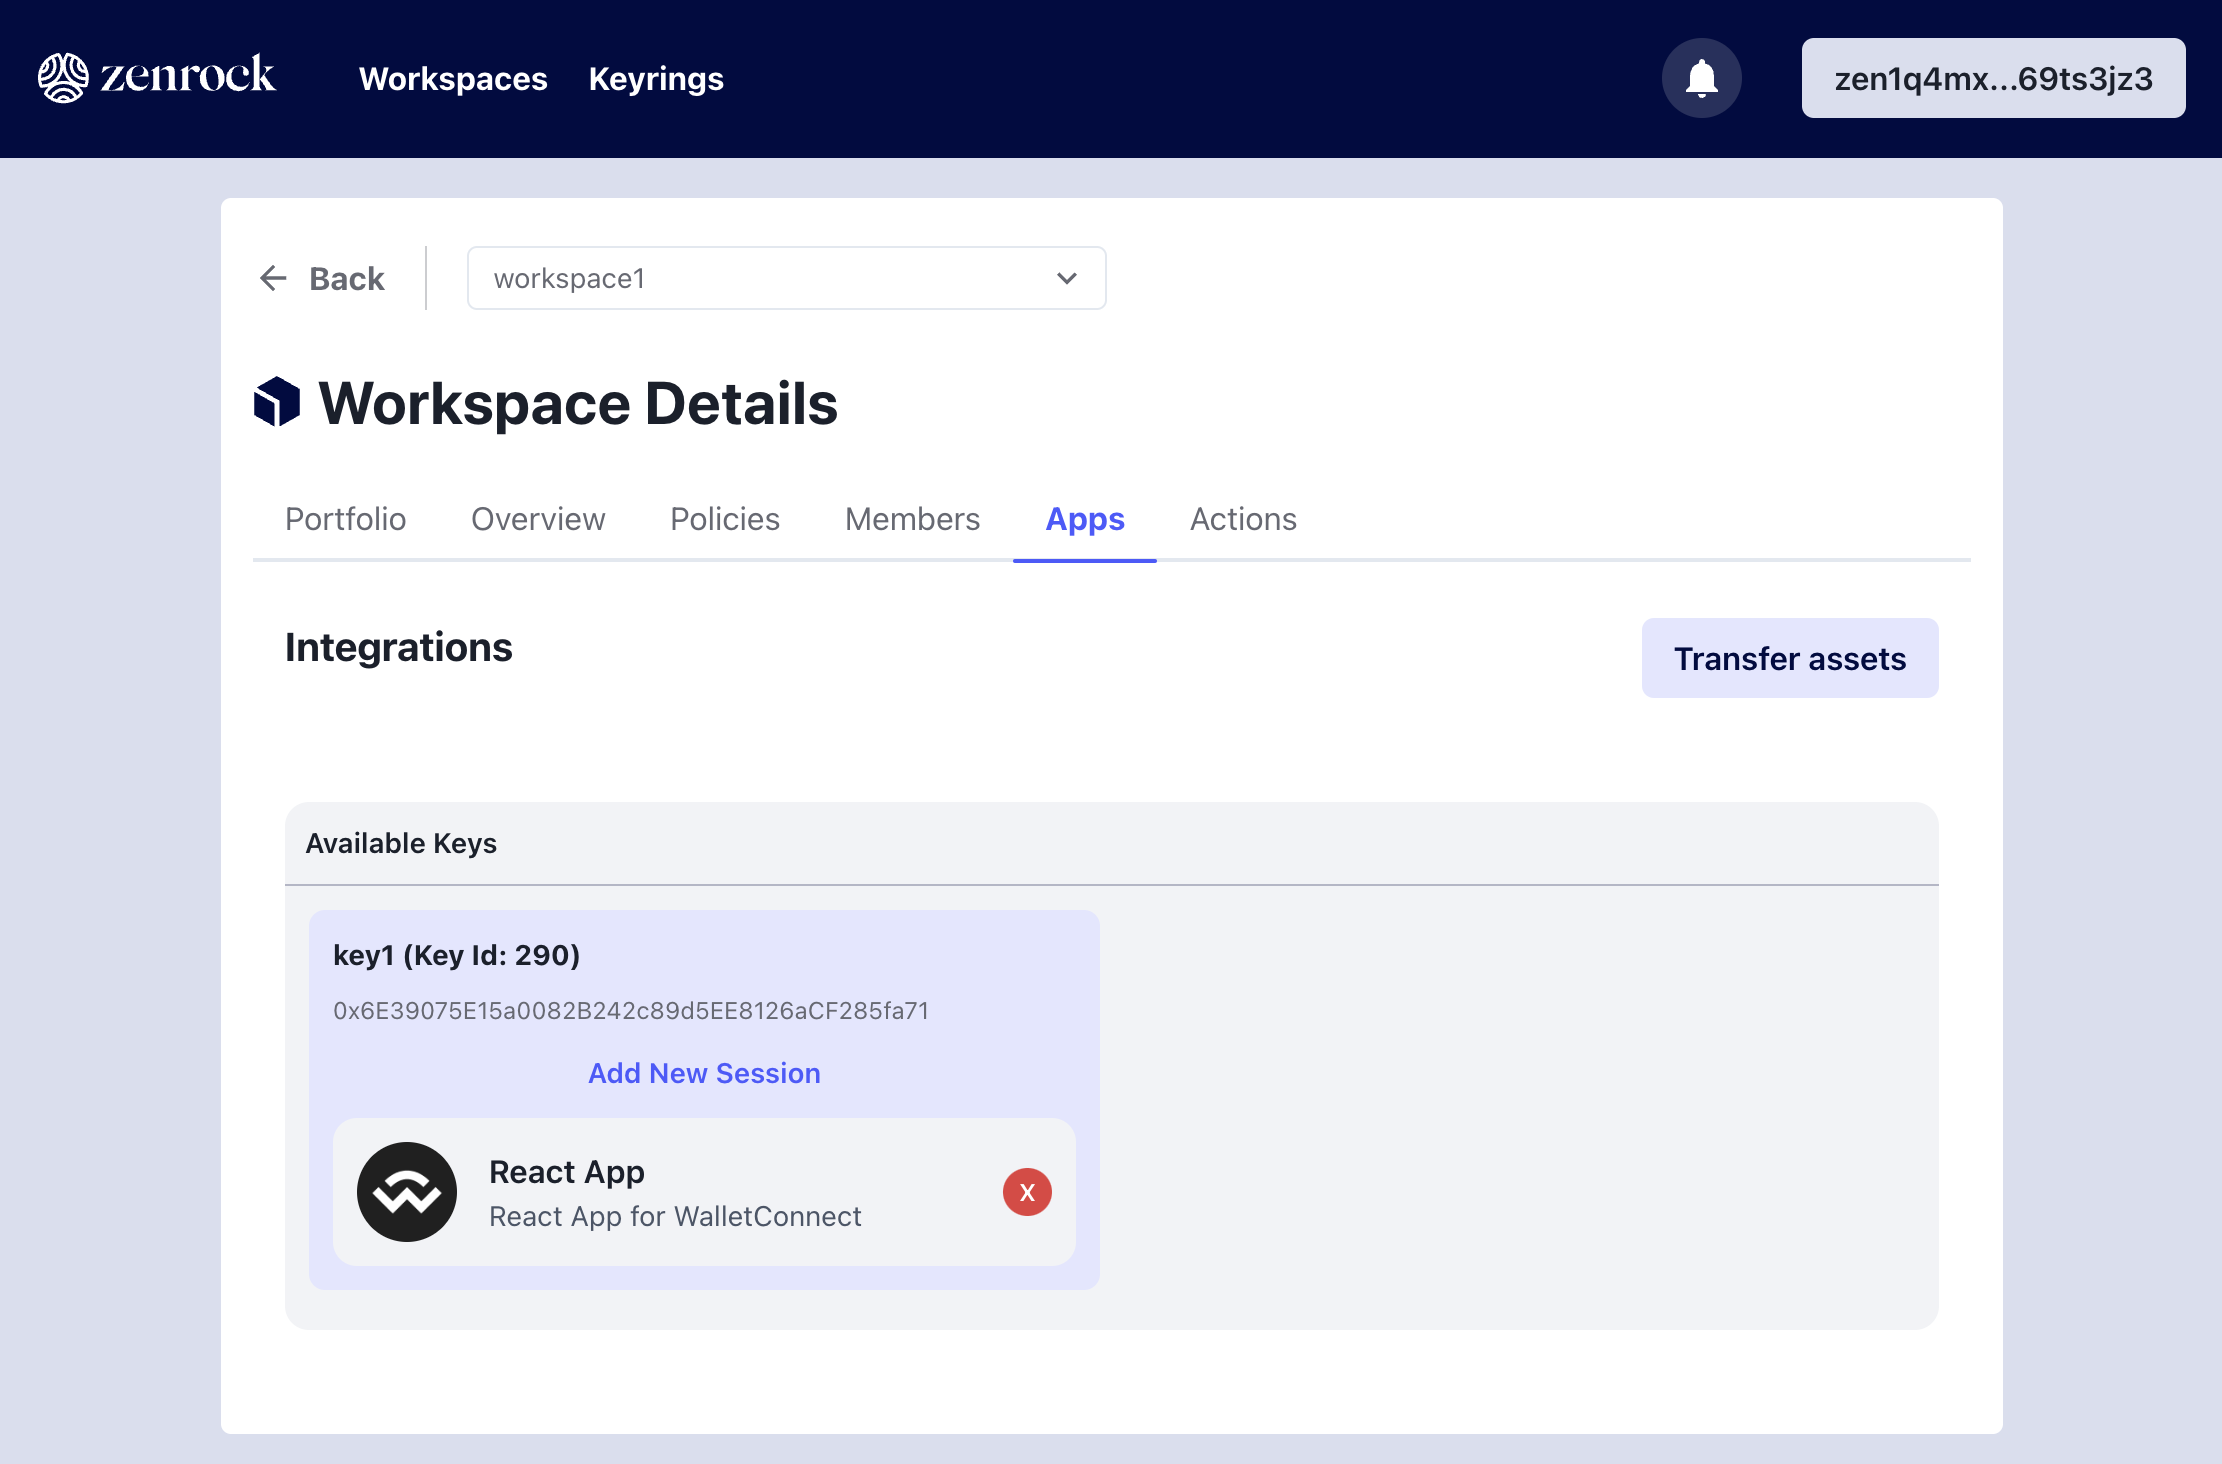 zenrock
Workspaces
Keyrings
zen1q4mx...69ts3jz3
Back
workspace1
Workspace Details
Portfolio
Overview
Policies
Members
Apps
Actions
Integrations
Transfer assets
Available Keys
key1 (Key Id: 290)
0x6E39075E15a0082B242c89d5EE8126aCF285fa71
Add New Session
React App
React App for WalletConnect
X